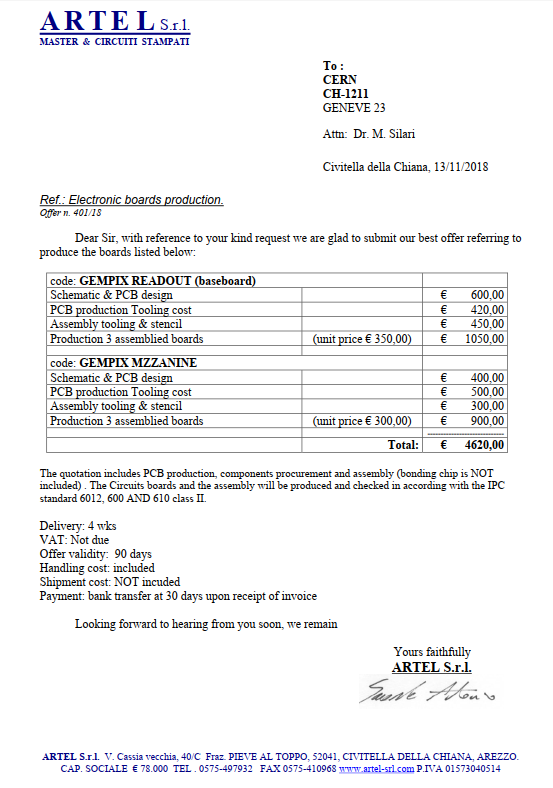 ARTEL S.r.l.
MASTER & CIRCUITI STAMPATI
To :
CERN
CH-1211
GENEVE 23
Attn: Dr. M. Silari
Civitella della Chiana, 13/11/2018
Ref.: Electronic boards production.
Offer n. 401/18
Dear Sir, with reference to your kind request we are glad to submit our best offer referring to
produce the boards listed below:
code: GEMPIX READOUT (baseboard)
Schematic & PCB design € 600,00
PCB production Tooling cost € 420,00
Assembly tooling & stencil € 450,00
Production 3 assemblied boards (unit price € 350,00) € 1050,00
code: GEMPIX MZZANINE
Schematic & PCB design € 400,00
PCB production Tooling cost € 500,00
Assembly tooling & stencil € 300,00
Production 3 assemblied boards (unit price € 300,00) € 900,00
Total: € 4620,00
The quotation includes PCB production, components procurement and assembly (bonding chip is NOT
included) . The Circuits boards and the assembly will be produced and checked in according with the IPC
standard 6012, 600 AND 610 class II.
Delivery: 4 wks
VAT: Not due
Offer validity: 90 days
Handling cost: included
Shipment cost: NOT incuded
Payment: bank transfer at 30 days upon receipt of invoice
Looking forward to hearing from you soon, we remain
Yours faithfully
ARTEL S.r.l.
ARTEL S.r.l. V. Cassia vecchia, 40/C Fraz. PIEVE AL TOPPO, 52041, CIVITELLA DELLA CHIANA, AREZZO.
CAP. SOCIALE € 78.000 TEL . 0575-497932 FAX 0575-410968 www.artel-srl.com P.IVA 01573040514